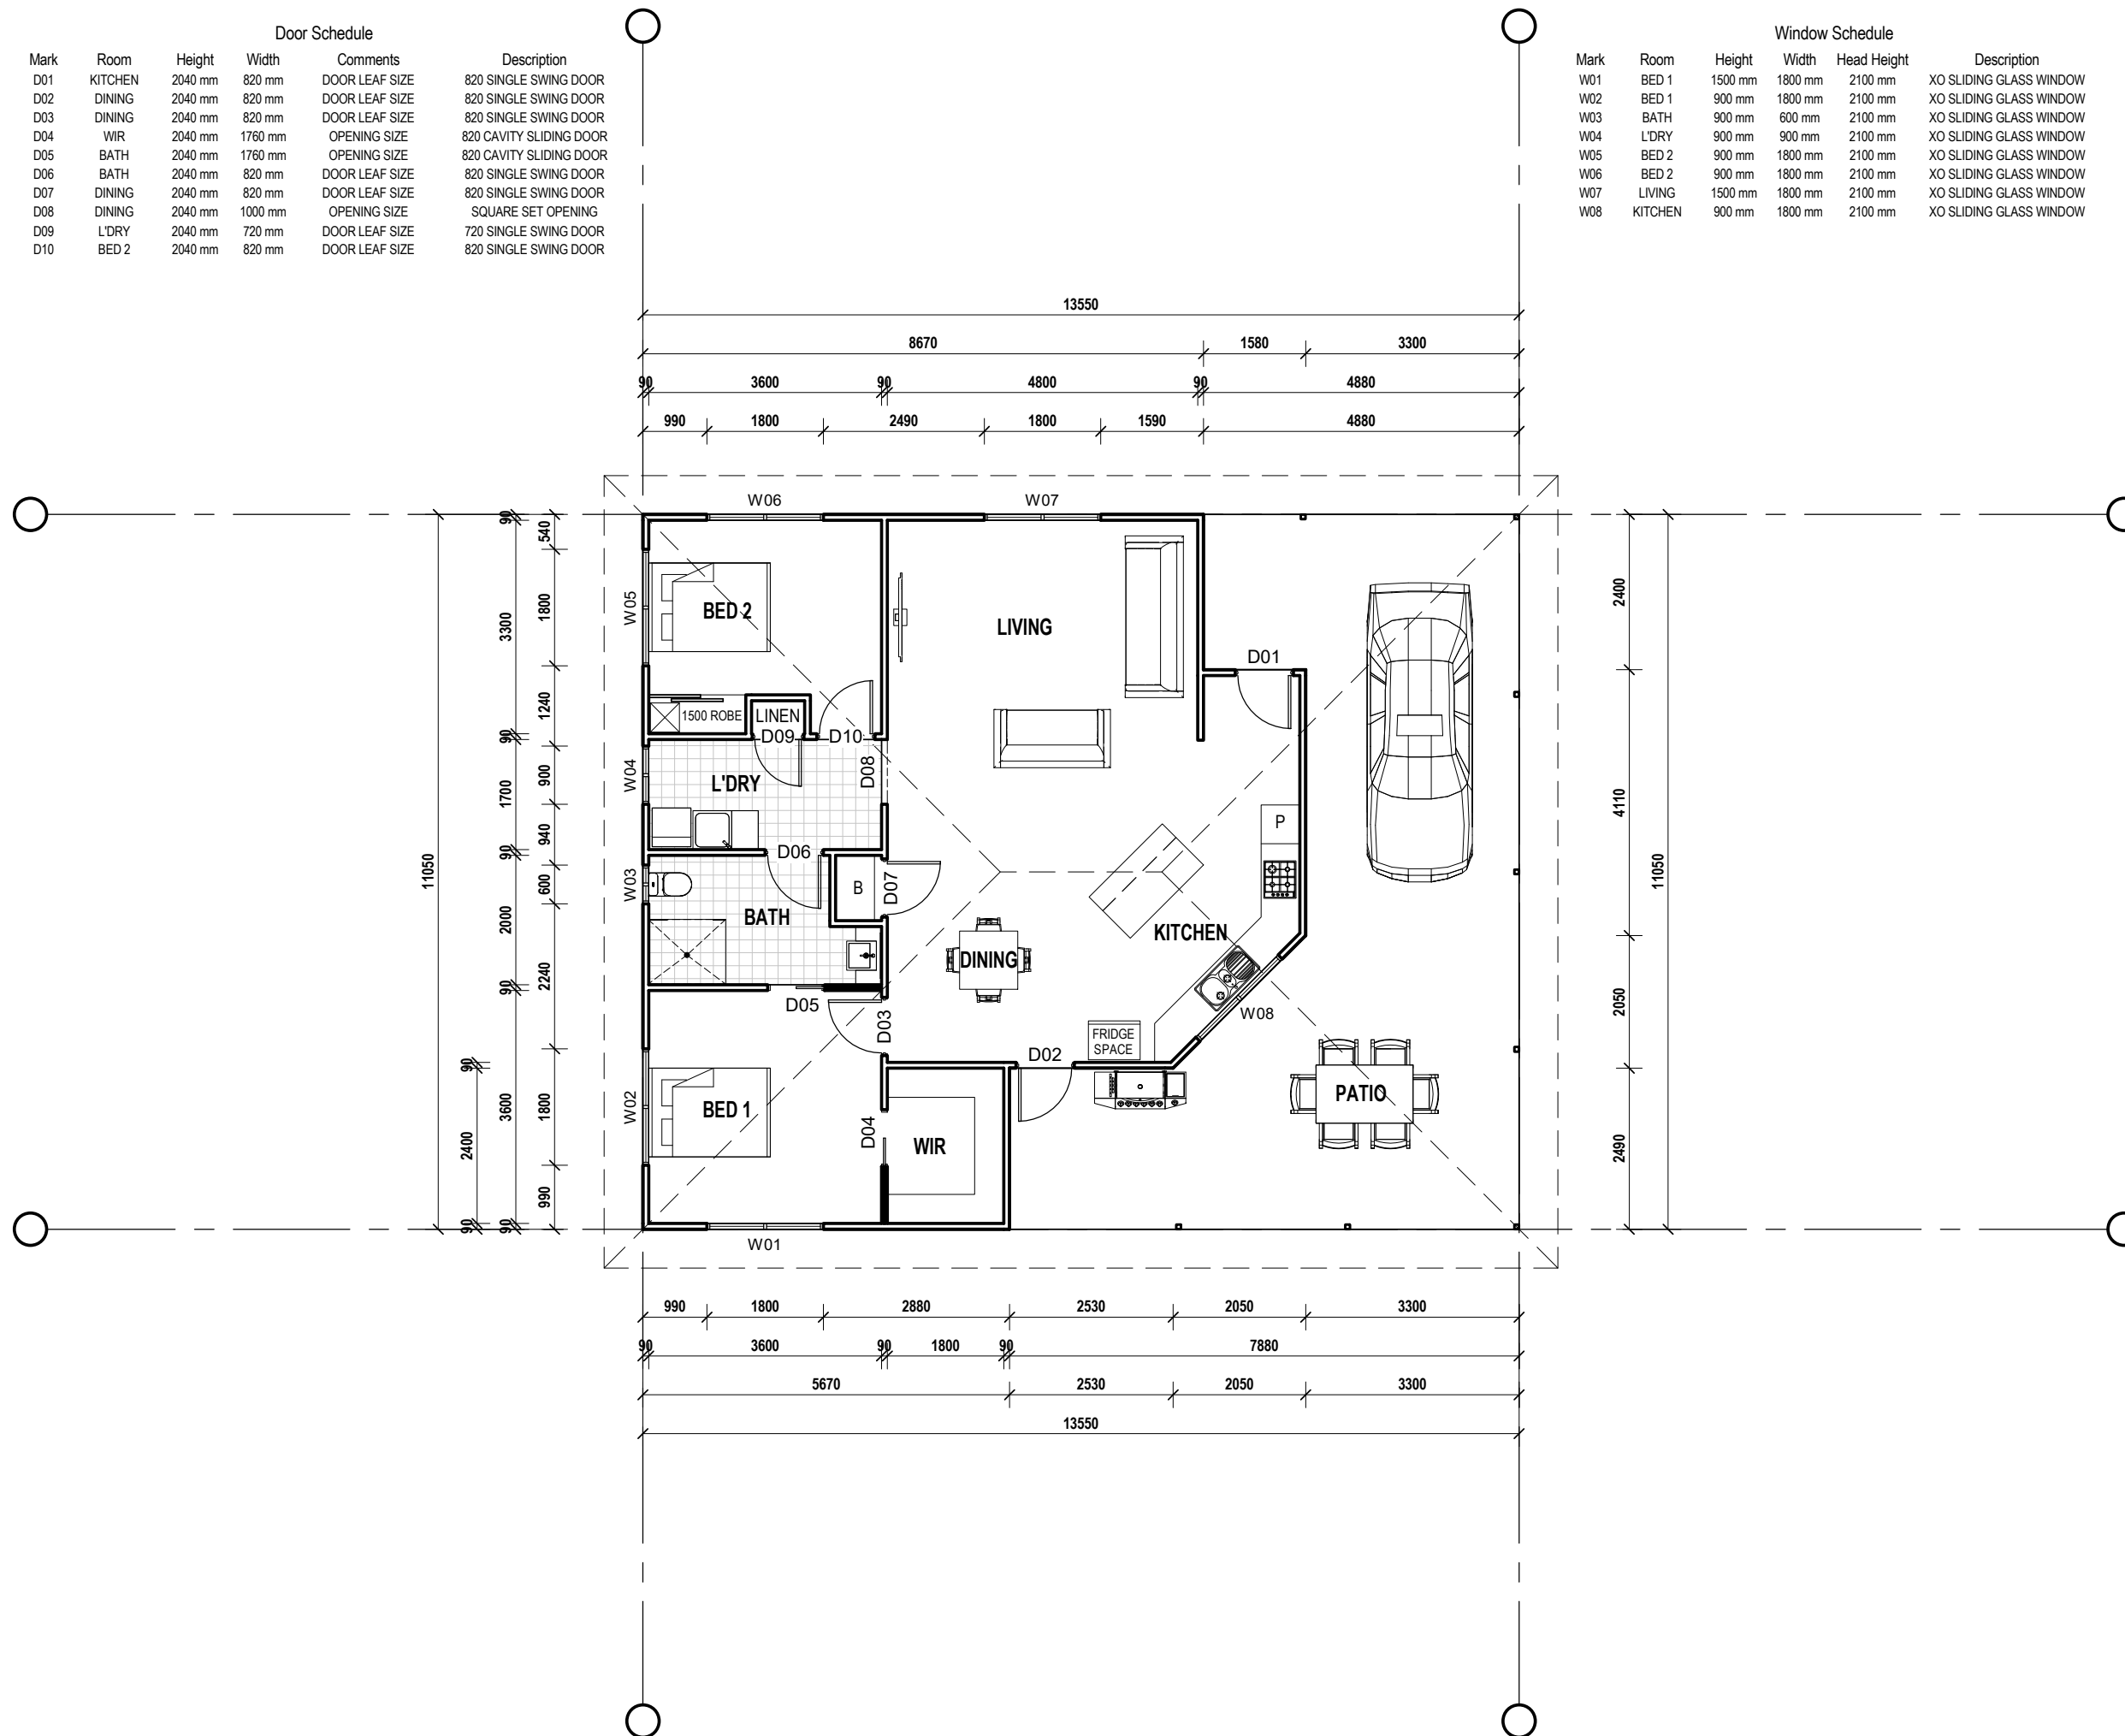 Door Schedule
Mark Room Height Width Comments Description
D01 KITCHEN 2040 mm 820 mm DOOR LEAF SIZE 820 SINGLE SWING DOOR
D02 DINING 2040 mm 820 mm DOOR LEAF SIZE 820 SINGLE SWING DOOR
D03 DINING 2040 mm 820 mm DOOR LEAF SIZE 820 SINGLE SWING DOOR
D04 WIR 2040 mm 1760 mm OPENING SIZE 820 CAVITY SLIDING DOOR
D05 BATH 2040 mm 1760 mm OPENING SIZE 820 CAVITY SLIDING DOOR
D06 BATH 2040 mm 820 mm DOOR LEAF SIZE 820 SINGLE SWING DOOR
D07 DINING 2040 mm 820 mm DOOR LEAF SIZE 820 SINGLE SWING DOOR
D08 DINING 2040 mm 1000 mm OPENING SIZE SQUARE SET OPENING
D09 L'DRY 2040 mm 720 mm DOOR LEAF SIZE 720 SINGLE SWING DOOR
D10 BED 2 2040 mm 820 mm DOOR LEAF SIZE 820 SINGLE SWING DOOR
Window Schedule
Mark Room Height Width Head Height Description
W01 BED 1 1500 mm 1800 mm 2100 mm XO SLIDING GLASS WINDOW
W02 BED 1 900 mm 1800 mm 2100 mm XO SLIDING GLASS WINDOW
W03 BATH 900 mm 600 mm 2100 mm XO SLIDING GLASS WINDOW
W04 L'DRY 900 mm 900 mm 2100 mm XO SLIDING GLASS WINDOW
W05 BED 2 900 mm 1800 mm 2100 mm XO SLIDING GLASS WINDOW
W06 BED 2 900 mm 1800 mm 2100 mm XO SLIDING GLASS WINDOW
W07 LIVING 1500 mm 1800 mm 2100 mm XO SLIDING GLASS WINDOW
W08 KITCHEN 900 mm 1800 mm 2100 mm XO SLIDING GLASS WINDOW
13550
8670 1580 3300
90 3600 90 4800 90 4880
990 1800 2490 1800 1590 4880
11050
90 2400 90
90 3300 90 1700 90 2000 90 3600 90
540 1800 1240 900 940 600 2240 1800 990
W06 W07
W05
BED 2
LIVING
D01
1500 ROBE LINEN
D09 D10
W04
L'DRY
D08
P
D06
W03
B
D07
BATH
KITCHEN
DINING
D05
D03
W08
FRIDGE
SPACE
D02
W02
BED 1
D04
WIR
PATIO
W01
2400 4110 2050 2490
11050
990 1800 2880 2530 2050 3300
90 3600 90 1800 90 7880
5670 2530 2050 3300
13550